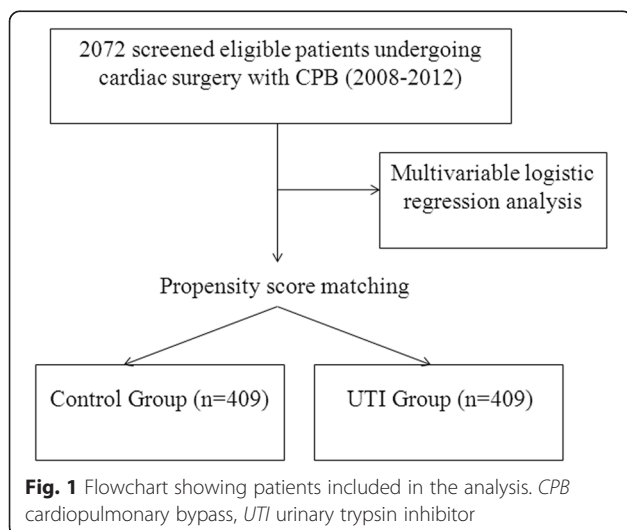 2072 screened eligible patients undergoing
cardiac surgery with CPB (2008-2012)
Multivariable logistic
regression analysis
Propensity score matching
Control Group (n=409)
UTI Group (n=409)
Fig. 1 Flowchart showing patients included in the analysis. CPB
cardiopulmonary bypass, UTI urinary trypsin inhibitor